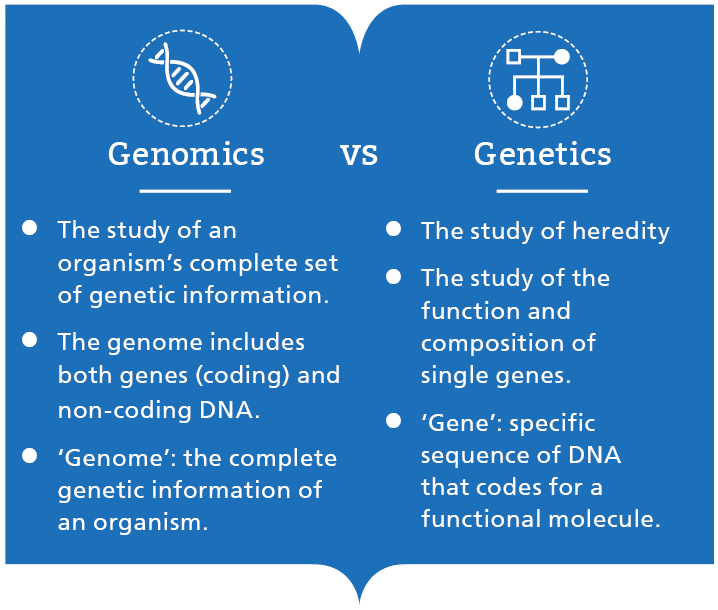 Genomics vs Genetics
The study of an
organism’s complete set
of genetic information.
The genome includes
both genes (coding) and
non-coding DNA.
‘Genome’: the complete
genetic information of
an organism.
The study of heredity
The study of the
function and
composition of
single genes.
‘Gene’: specific
sequence of DNA
that codes for a
functional molecule.